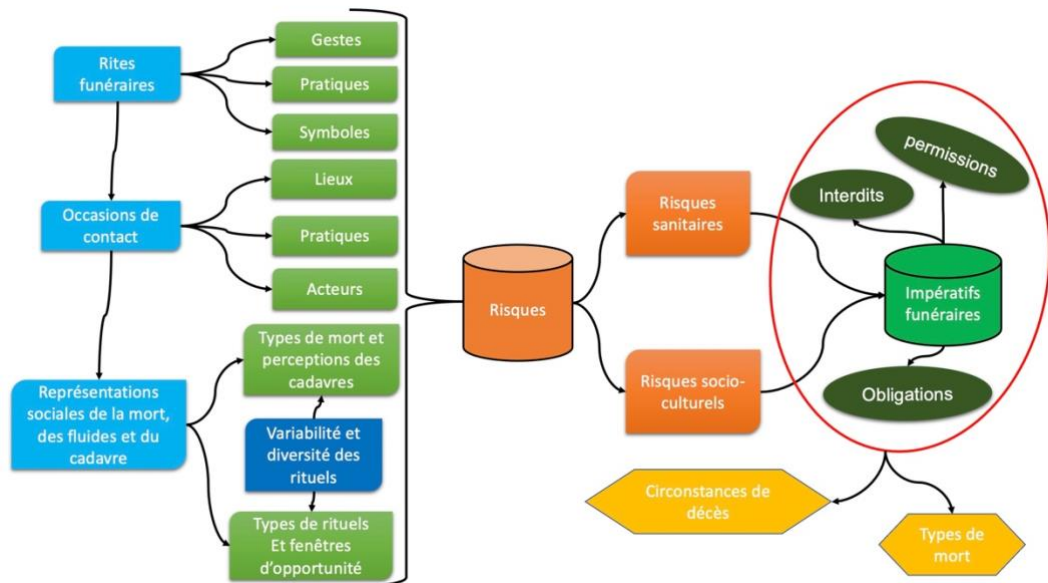 Gestes
Rites
funéraires
Pratiques
Symboles
Lieux
Occasions de
contact
Pratiques
Acteurs
Types de mort et
perceptions des
cadavres
Représentations
sociales de la mort,
des fluides et du
cadavre
Variabilité et
diversité des
rituels
Types de rituels
Et fenêtres
d'opportunité
Risques
Risques
sanitaires
Risques socio-
culturels
permissions
Interdits
Impératifs
funéraires
Obligations
Circonstances de
décès
Types de
mort